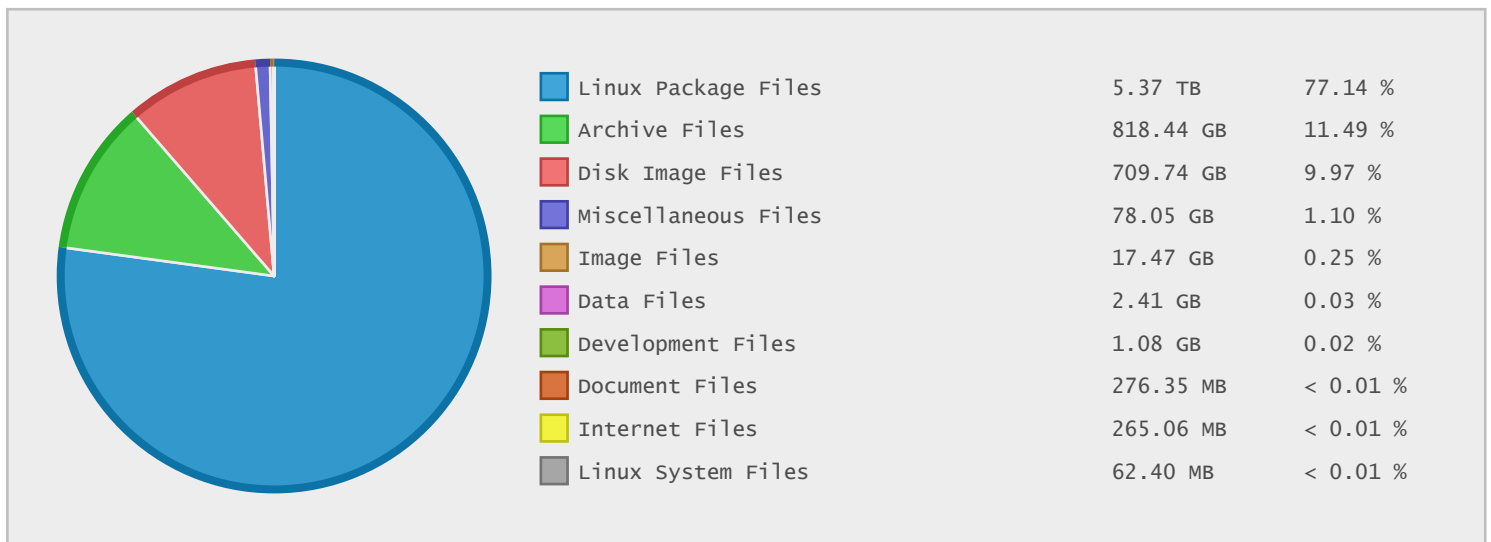 Linux Package Files 5.37 TB 77.14 %
Archive Files 818.44 GB 11.49 %
Disk Image Files 709.74 GB 9.97 %
Miscellaneous Files 78.05 GB 1.10 %
Image Files 17.47 GB 0.25 %
Data Files 2.41 GB 0.03 %
Development Files 1.08 GB 0.02 %
Document Files 276.35 MB < 0.01 %
Internet Files 265.06 MB < 0.01 %
Linux System Files 62.40 MB < 0.01 %